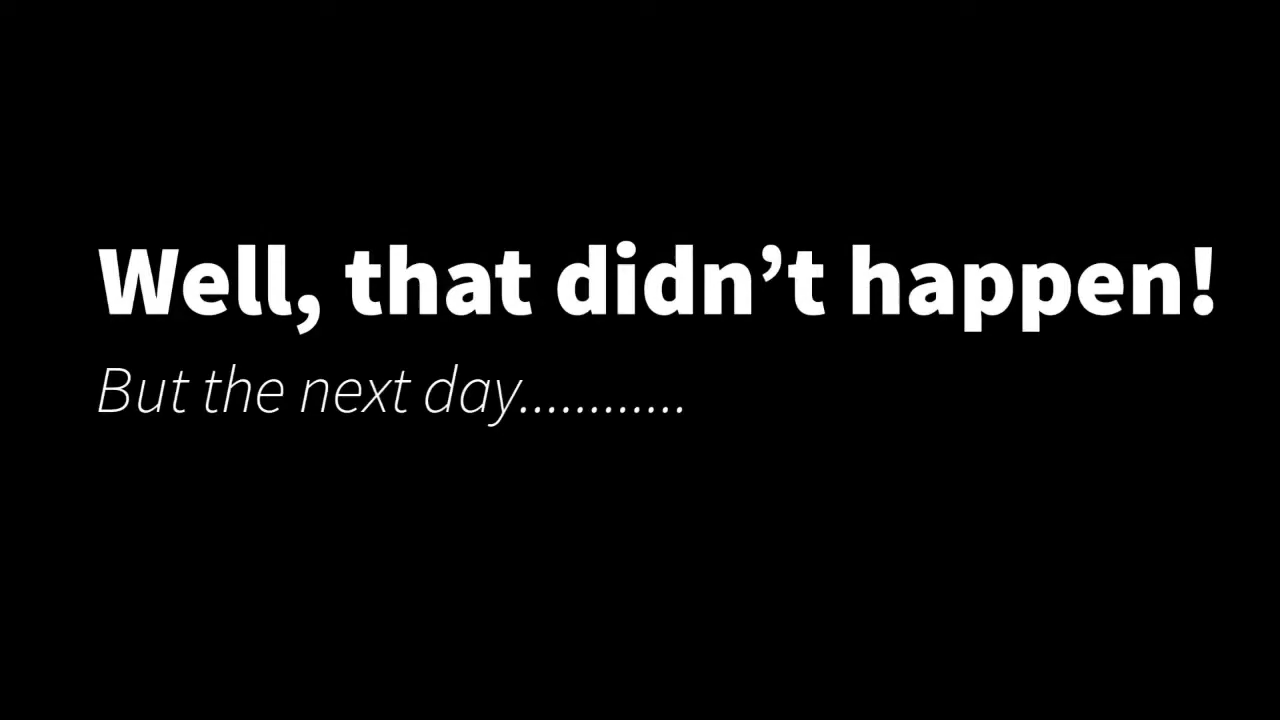 Well, that didn’t happen!
But the next day............